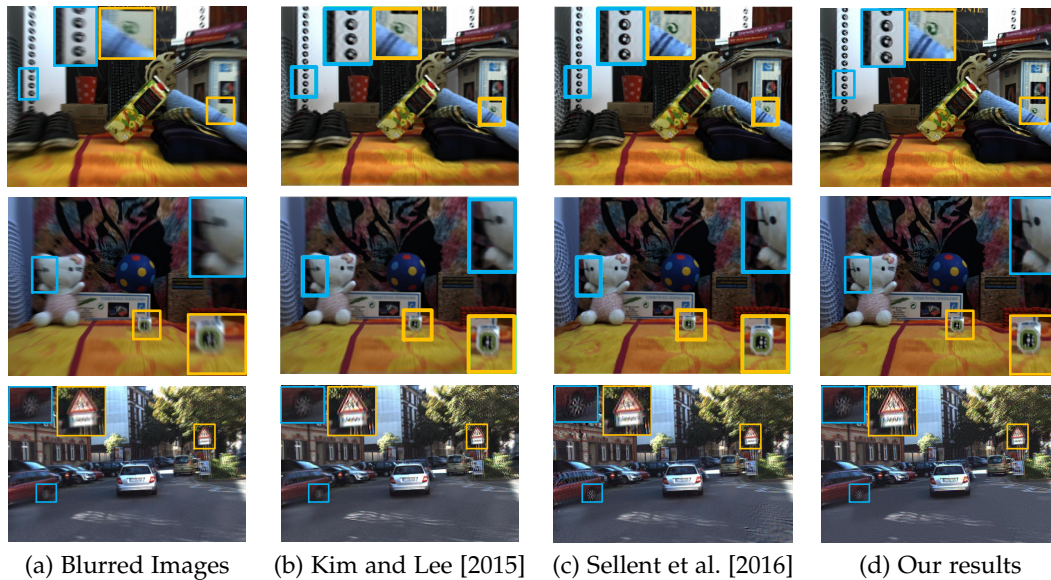 (a) Blurred Images
(b) Kim and Lee [2015]
(c) Sellent et al. [2016]
(d) Our results